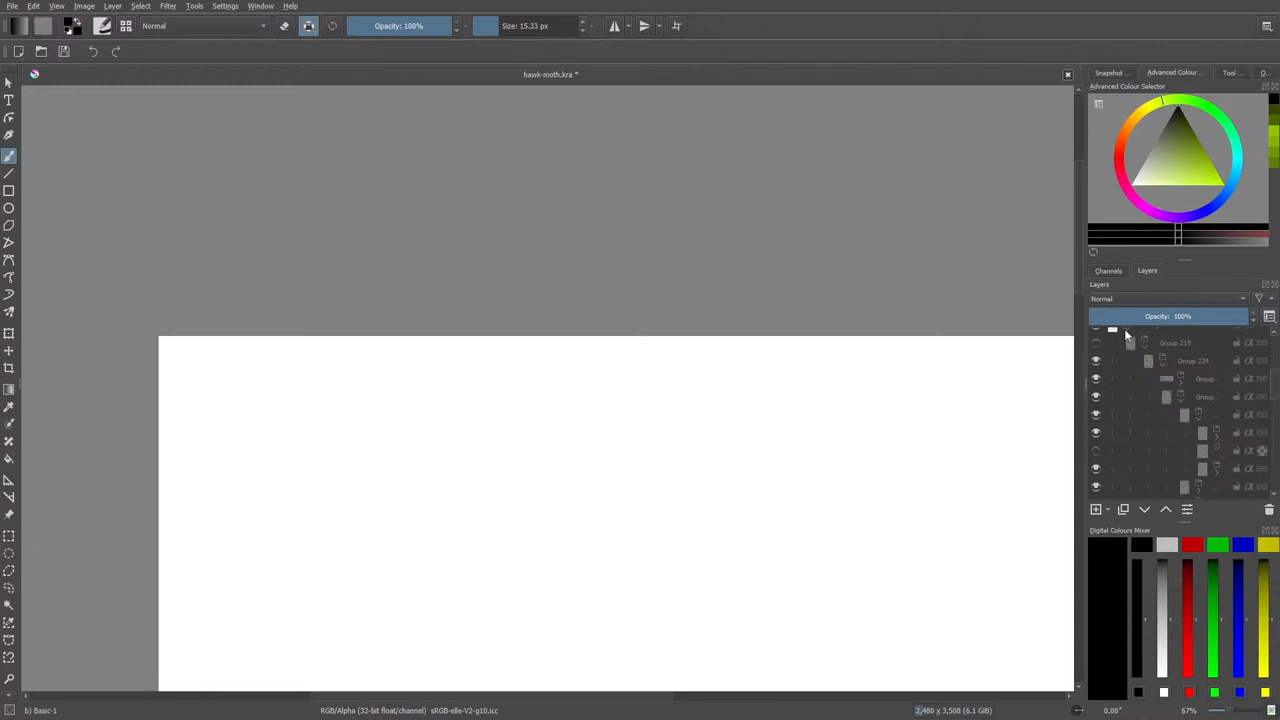 File Edit View Image Layer Select Filter Tools Settings Window Help
Normal Opacity: 100% Size: 15.33 px
hawk-moth.kra *
Snapshot ... Advanced Colour ... Tool ... O...
Advanced Colour Selector
Channels Layers
Layers
Normal
Opacity: 100%
Group 219
Group 224
Group...
Group...
Digital Colours Mixer
b) Basic-1 RGB/Alpha (32-bit float/channel) sRGB-elle-V2-g10.icc 2,480 x 3,508 (6.1 GiB) 0.00° 67%